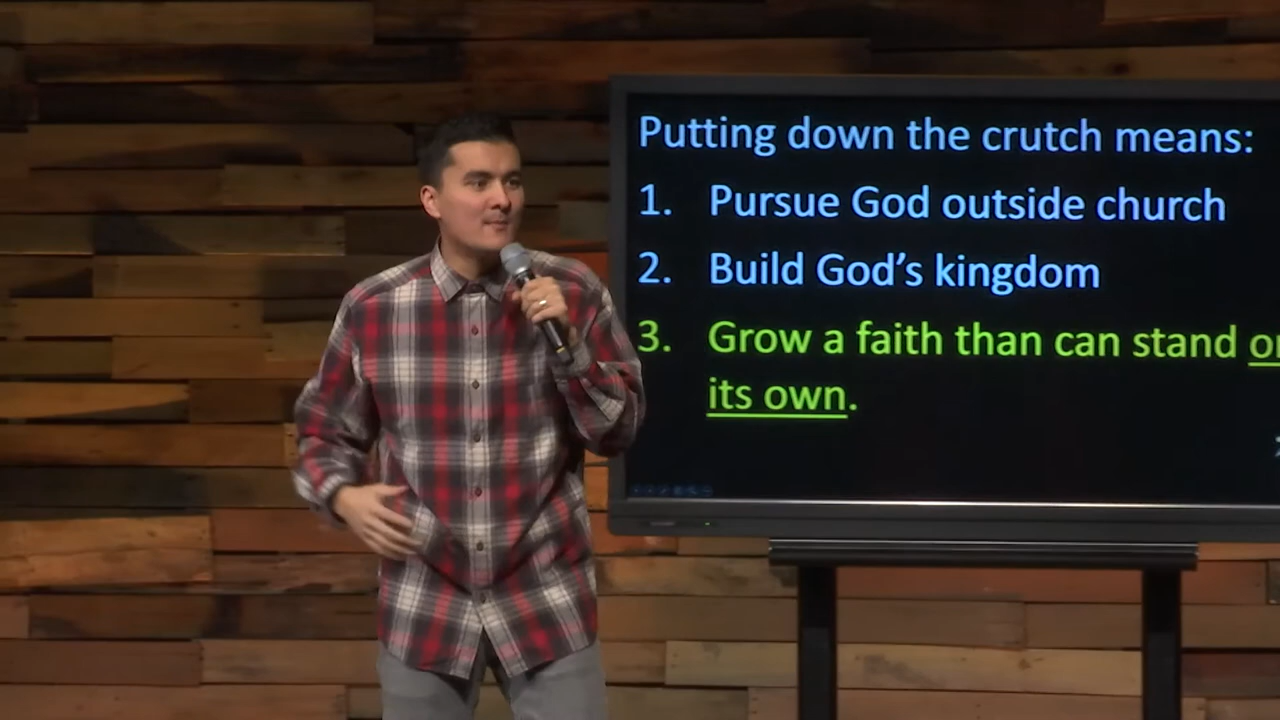 Putting down the crutch means:
1. Pursue God outside church
2. Build God's kingdom
3. Grow a faith than can stand
its own.